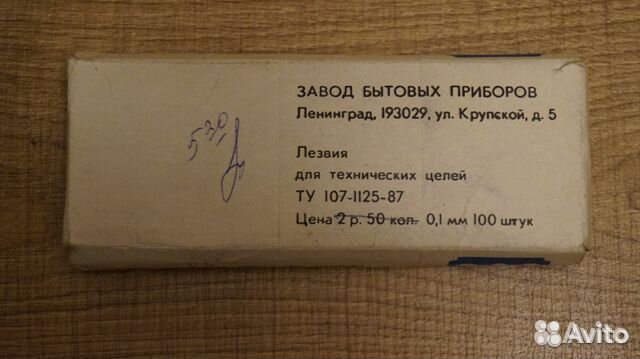 ЗАВОД БЫТОВЫХ ПРИБОРОВ
Ленинград, 193029, ул. Крупской, д. 5
Лезвия
для технических целей
ТУ 107-1125-87
Цена 2 р. 50 коп. 0,1 мм 100 штук
530
Avito